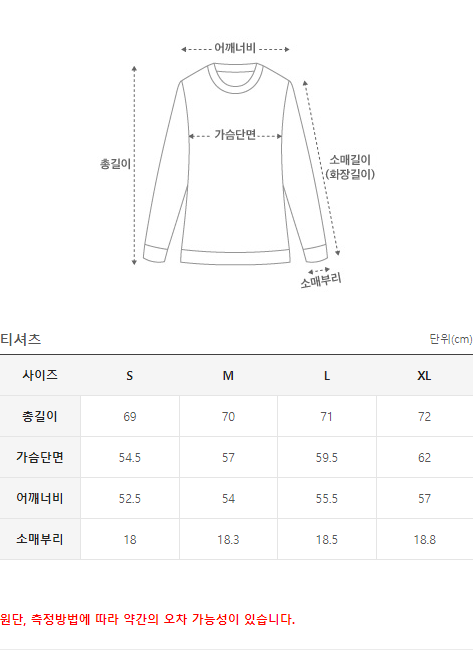 어깨너비
가슴단면
총길이
소매길이
(화장길이)
소매부리
티셔츠 단위(cm)
사이즈 S M L XL
총길이 69 70 71 72
가슴단면 54.5 57 59.5 62
어깨너비 52.5 54 55.5 57
소매부리 18 18.3 18.5 18.8
원단, 측정방법에 따라 약간의 오차 가능성이 있습니다.